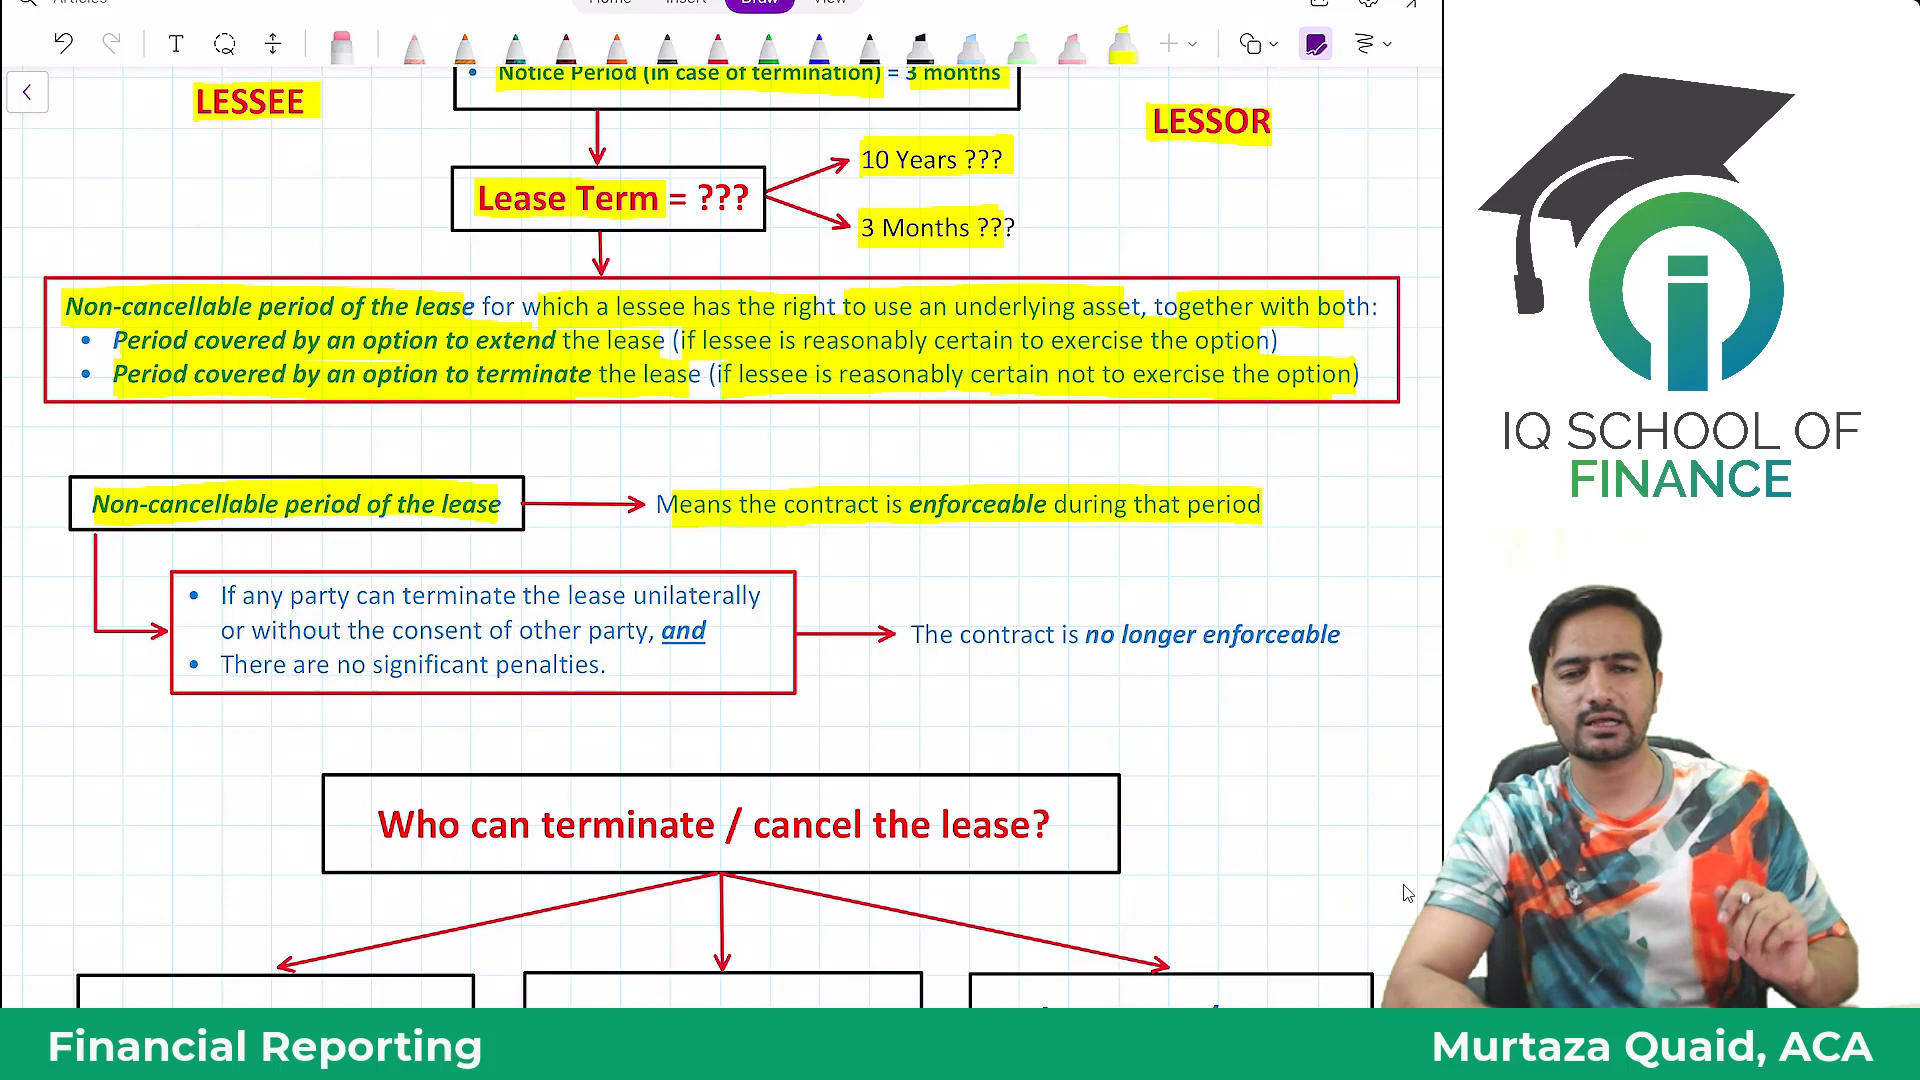 Articles
Home Insert Draw View
Notice Period (in case of termination) = 3 months
LESSEE
LESSOR
10 Years ???
Lease Term = ???
3 Months ???
Non-cancellable period of the lease for which a lessee has the right to use an underlying asset, together with both:
• Period covered by an option to extend the lease (if lessee is reasonably certain to exercise the option)
• Period covered by an option to terminate the lease (if lessee is reasonably certain not to exercise the option)
Non-cancellable period of the lease
Means the contract is enforceable during that period
• If any party can terminate the lease unilaterally
or without the consent of other party, and
• There are no significant penalties.
The contract is no longer enforceable
Who can terminate / cancel the lease?
IQ SCHOOL OF
FINANCE
Financial Reporting
Murtaza Quaid, ACA